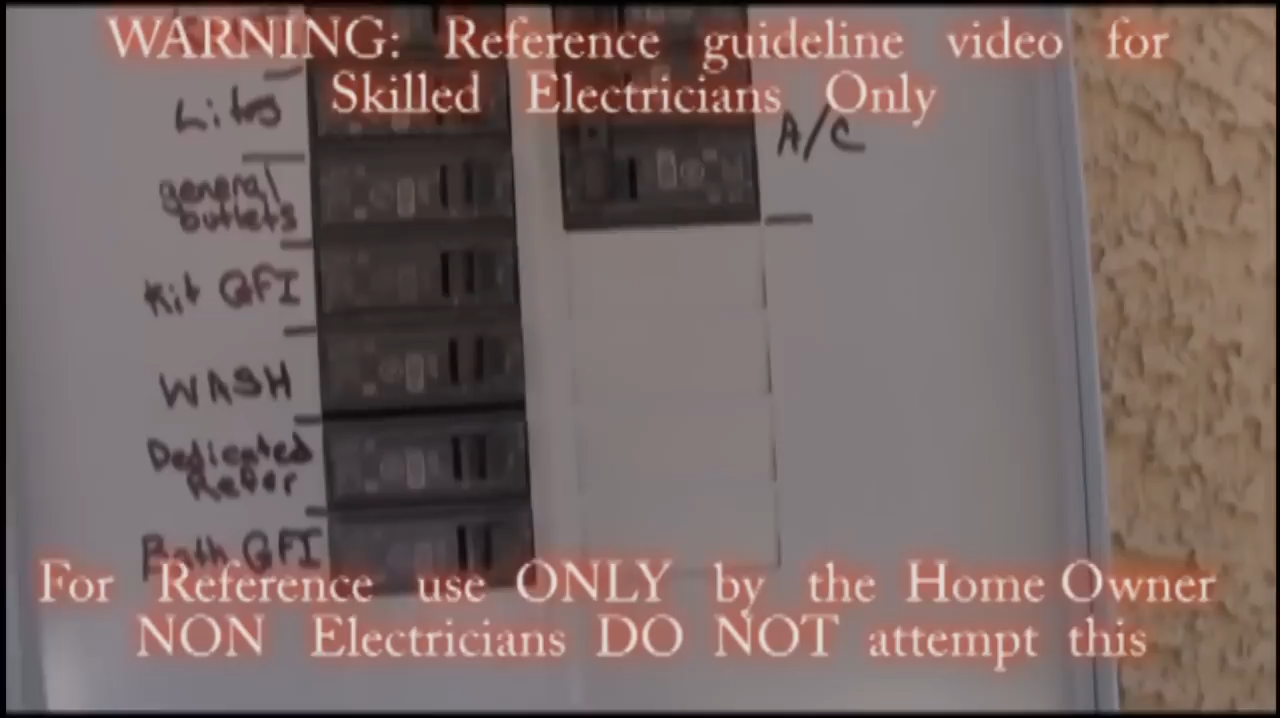 WARNING: Reference guideline video for
Skilled Electricians Only
Lites
A/C
general
outlets
Kit GFI
WASH
Dedicated
Refer
Bath GFI
For Reference use ONLY by the Home Owner
NON Electricians DO NOT attempt this